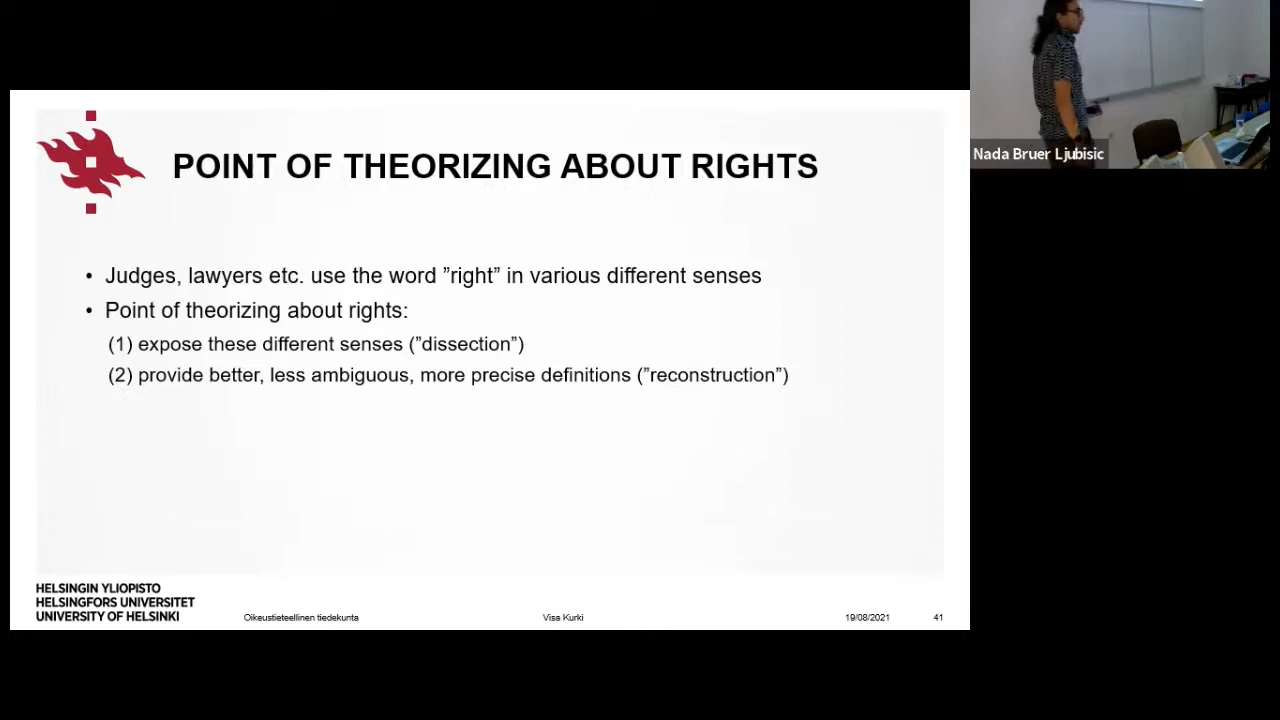 POINT OF THEORIZING ABOUT RIGHTS
• Judges, lawyers etc. use the word ”right” in various different senses
• Point of theorizing about rights:
(1) expose these different senses (”dissection”)
(2) provide better, less ambiguous, more precise definitions (”reconstruction”)
HELSINGIN YLIOPISTO
HELSINGFORS UNIVERSITET
UNIVERSITY OF HELSINKI
Oikeustieteellinen tiedekunta
Visa Kurki
19/08/2021
41
Nada Bruer Ljubisic